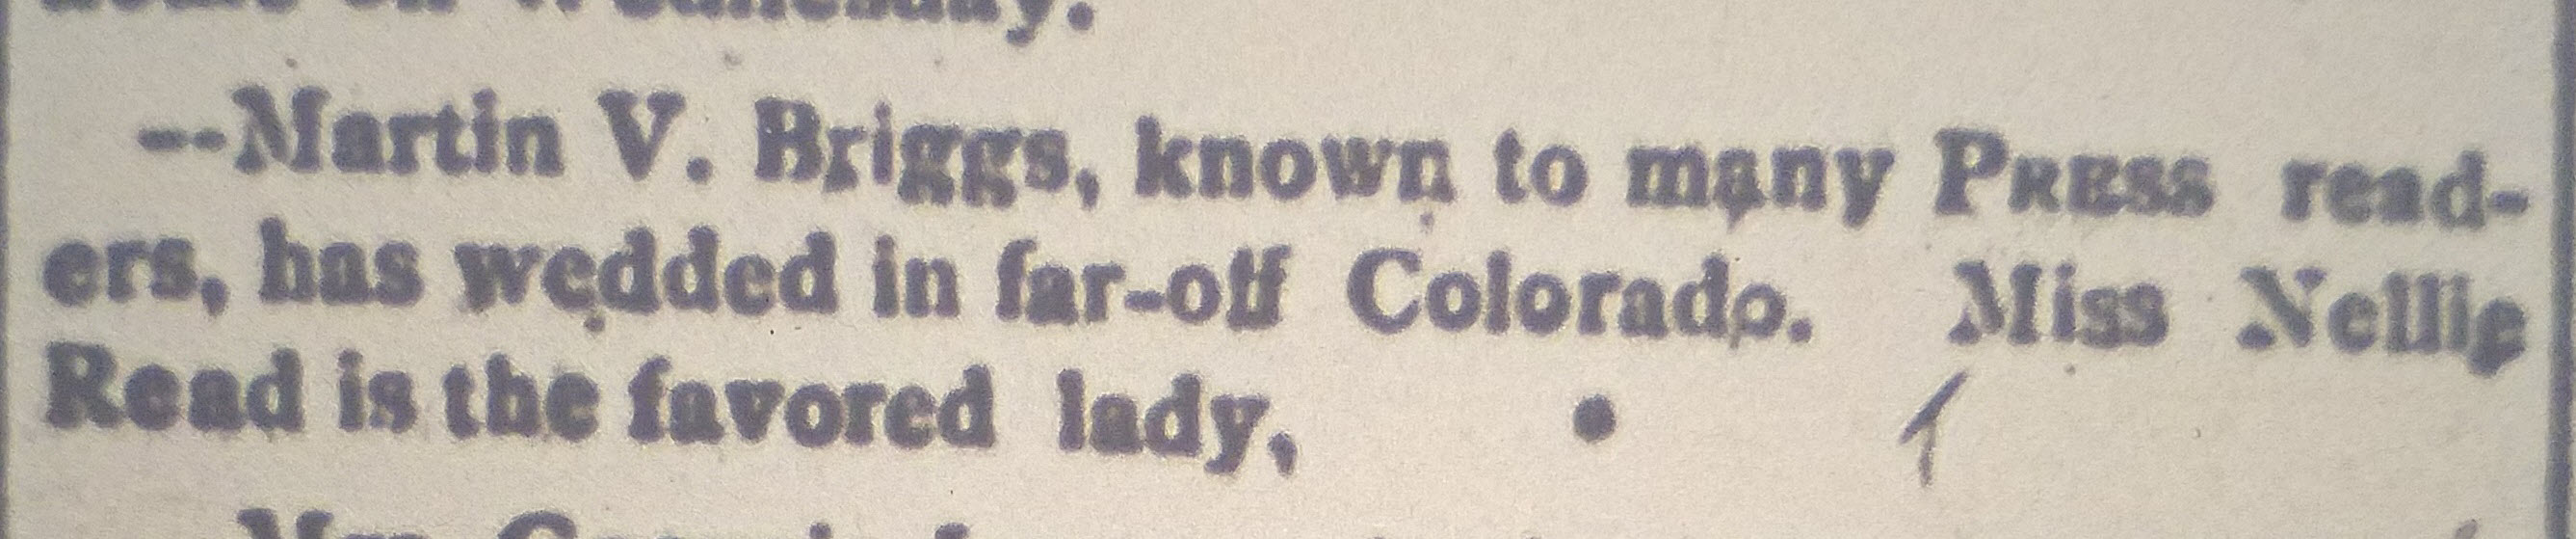 Wednesday.
--Martin V. Briggs, known to many PRESS read-
ers, has wedded in far-off Colorado. Miss Nellie
Read is the favored lady,